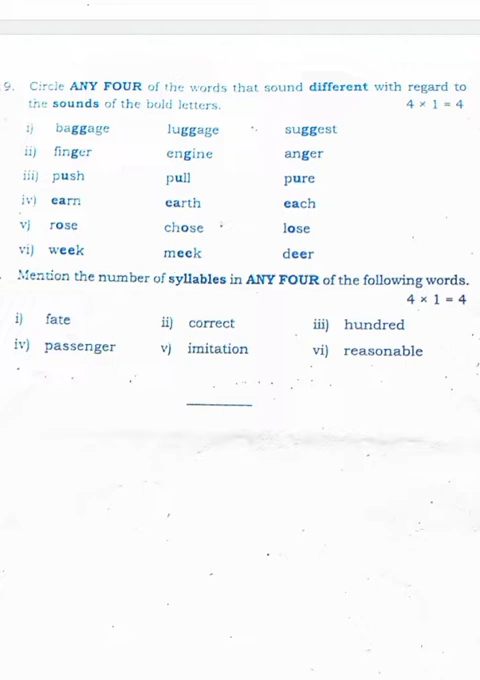 9. Circle ANY FOUR of the words that sound different with regard to
the sounds of the bold letters. 4 × 1 = 4
i) baggage luggage suggest
ii) finger engine anger
iii) push pull pure
iv) earn earth each
v) rose chose lose
vi) week meek deer
Mention the number of syllables in ANY FOUR of the following words.
4 × 1 = 4
i) fate ii) correct iii) hundred
iv) passenger v) imitation vi) reasonable